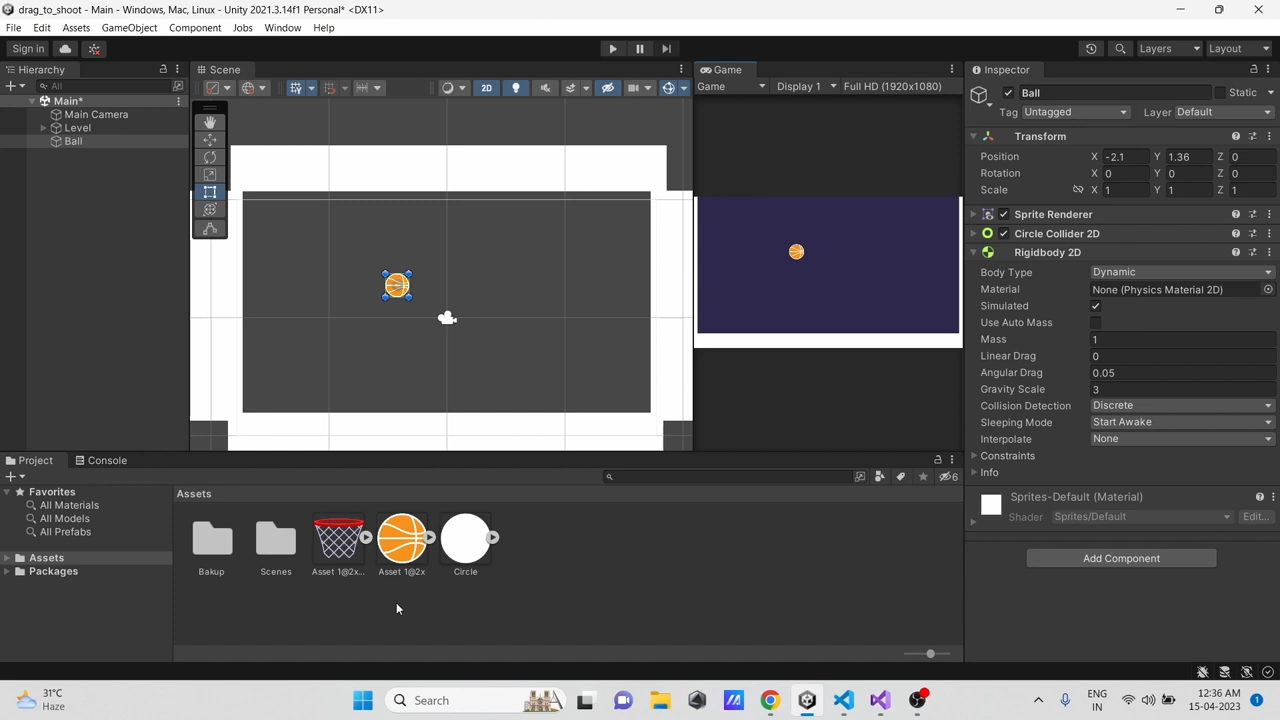 drag_to_shoot - Main - Windows, Mac, Linux - Unity 2021.3.14f1 Personal* <DX11>
File Edit Assets GameObject Component Jobs Window Help
Sign in Layers Layout
Hierarchy
All
Main*
Main Camera
Level
Ball
Scene
2D
Game
Game Display 1 Full HD (1920x1080)
Inspector
Ball Static
Tag Untagged Layer Default
Transform
Position X -2.1 Y 1.36 Z 0
Rotation X 0 Y 0 Z 0
Scale X 1 Y 1 Z 1
Sprite Renderer
Circle Collider 2D
Rigidbody 2D
Body Type Dynamic
Material None (Physics Material 2D)
Simulated
Use Auto Mass
Mass 1
Linear Drag 0
Angular Drag 0.05
Gravity Scale 3
Collision Detection Discrete
Sleeping Mode Start Awake
Interpolate None
Constraints
Info
Sprites-Default (Material)
Shader Sprites/Default Edit...
Add Component
Project Console
6
Favorites
All Materials
All Models
All Prefabs
Assets
Packages
Assets
Bakup Scenes Asset 1@2x... Asset 1@2x Circle
31°C
Haze
Search
ENG
IN
12:36 AM
15-04-2023
1